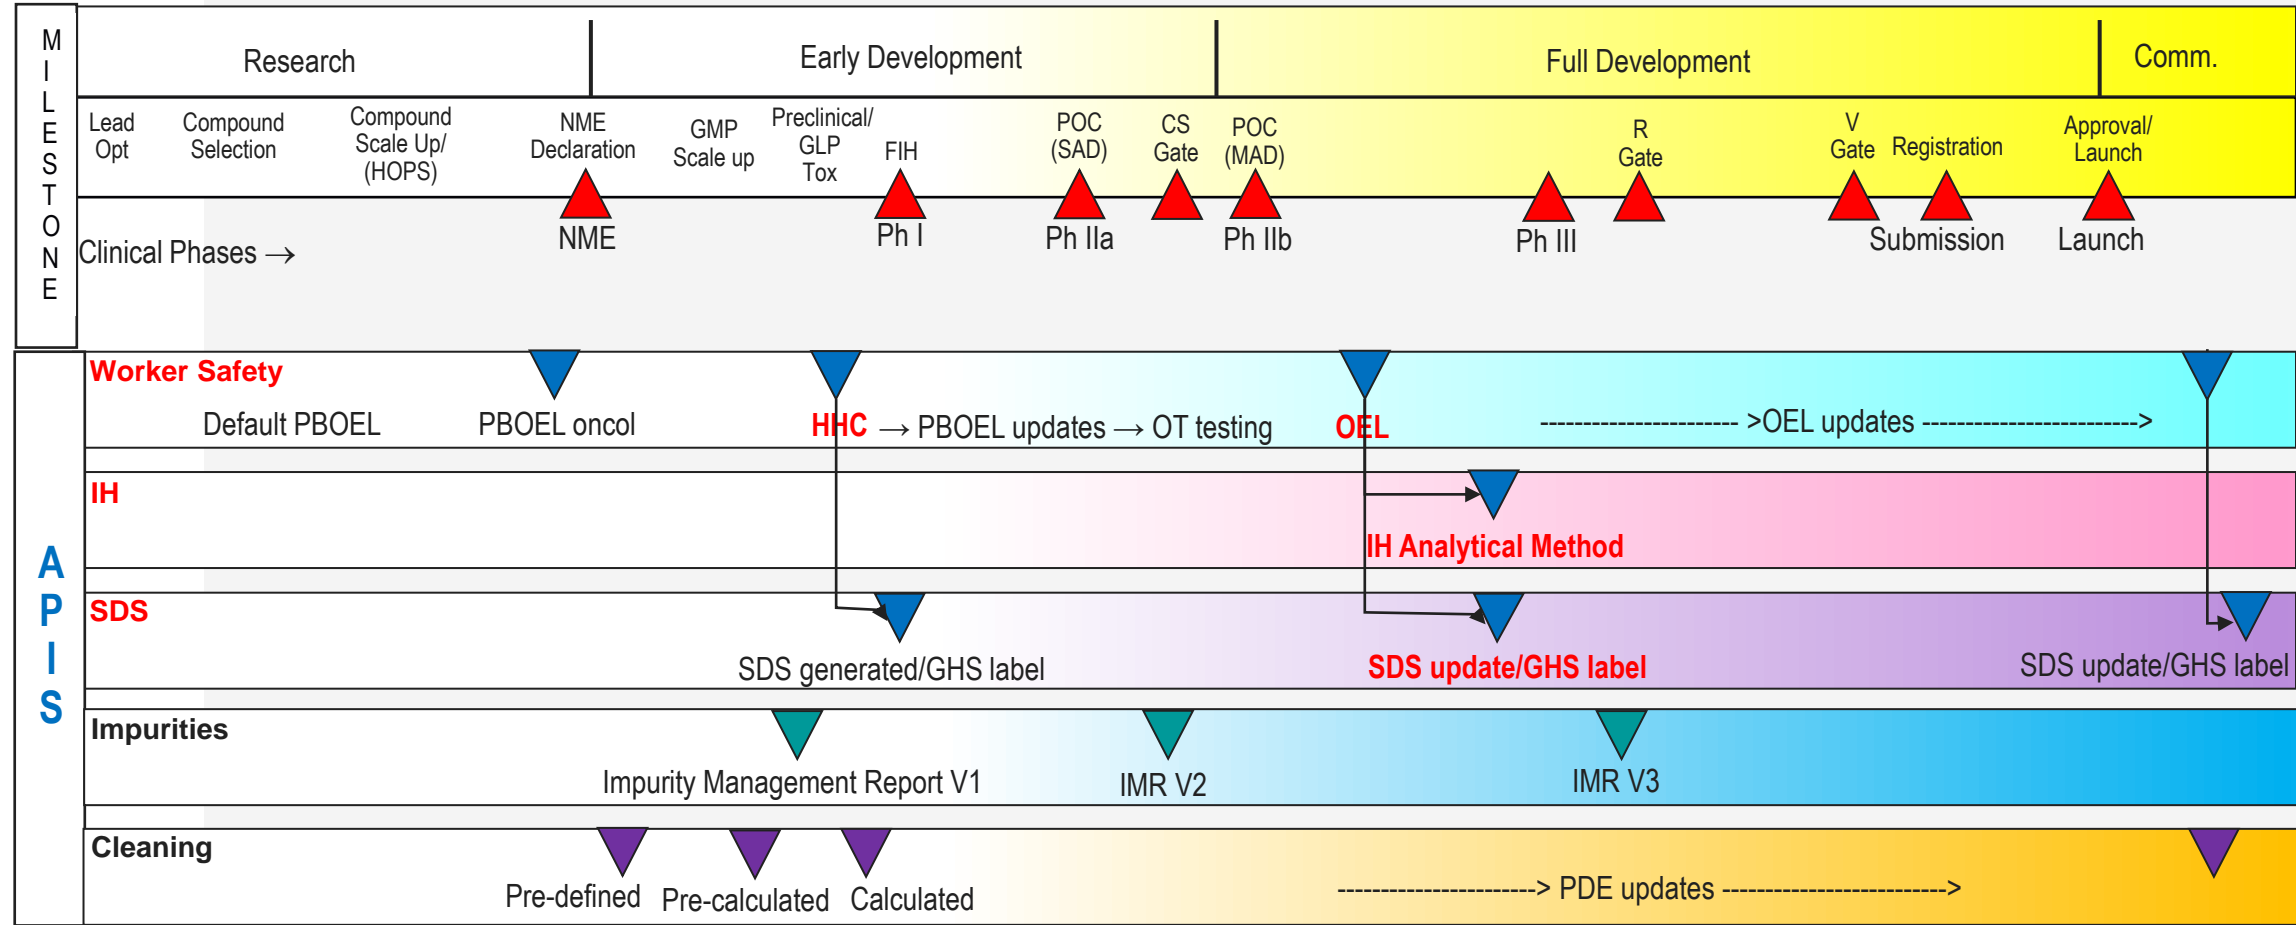 MILESTONE
Research
Early Development
Full Development
Comm.
Lead
Opt
Compound
Selection
Compound
Scale Up/
(HOPS)
NME
Declaration
GMP
Scale up
Preclinical/
GLP
Tox
FIH
POC
(SAD)
CS
Gate
POC
(MAD)
R
Gate
V
Gate
Registration
Approval/
Launch
Clinical Phases →
NME
Ph I
Ph IIa
Ph IIb
Ph III
Submission
Launch
APIS
Worker Safety
Default PBOEL
PBOEL oncol
HHC → PBOEL updates → OT testing
OEL
---------------------- >OEL updates ------------------------>
IH
IH Analytical Method
SDS
SDS generated/GHS label
SDS update/GHS label
SDS update/GHS label
Impurities
Impurity Management Report V1
IMR V2
IMR V3
Cleaning
Pre-defined
Pre-calculated
Calculated
----------------------> PDE updates ------------------------->